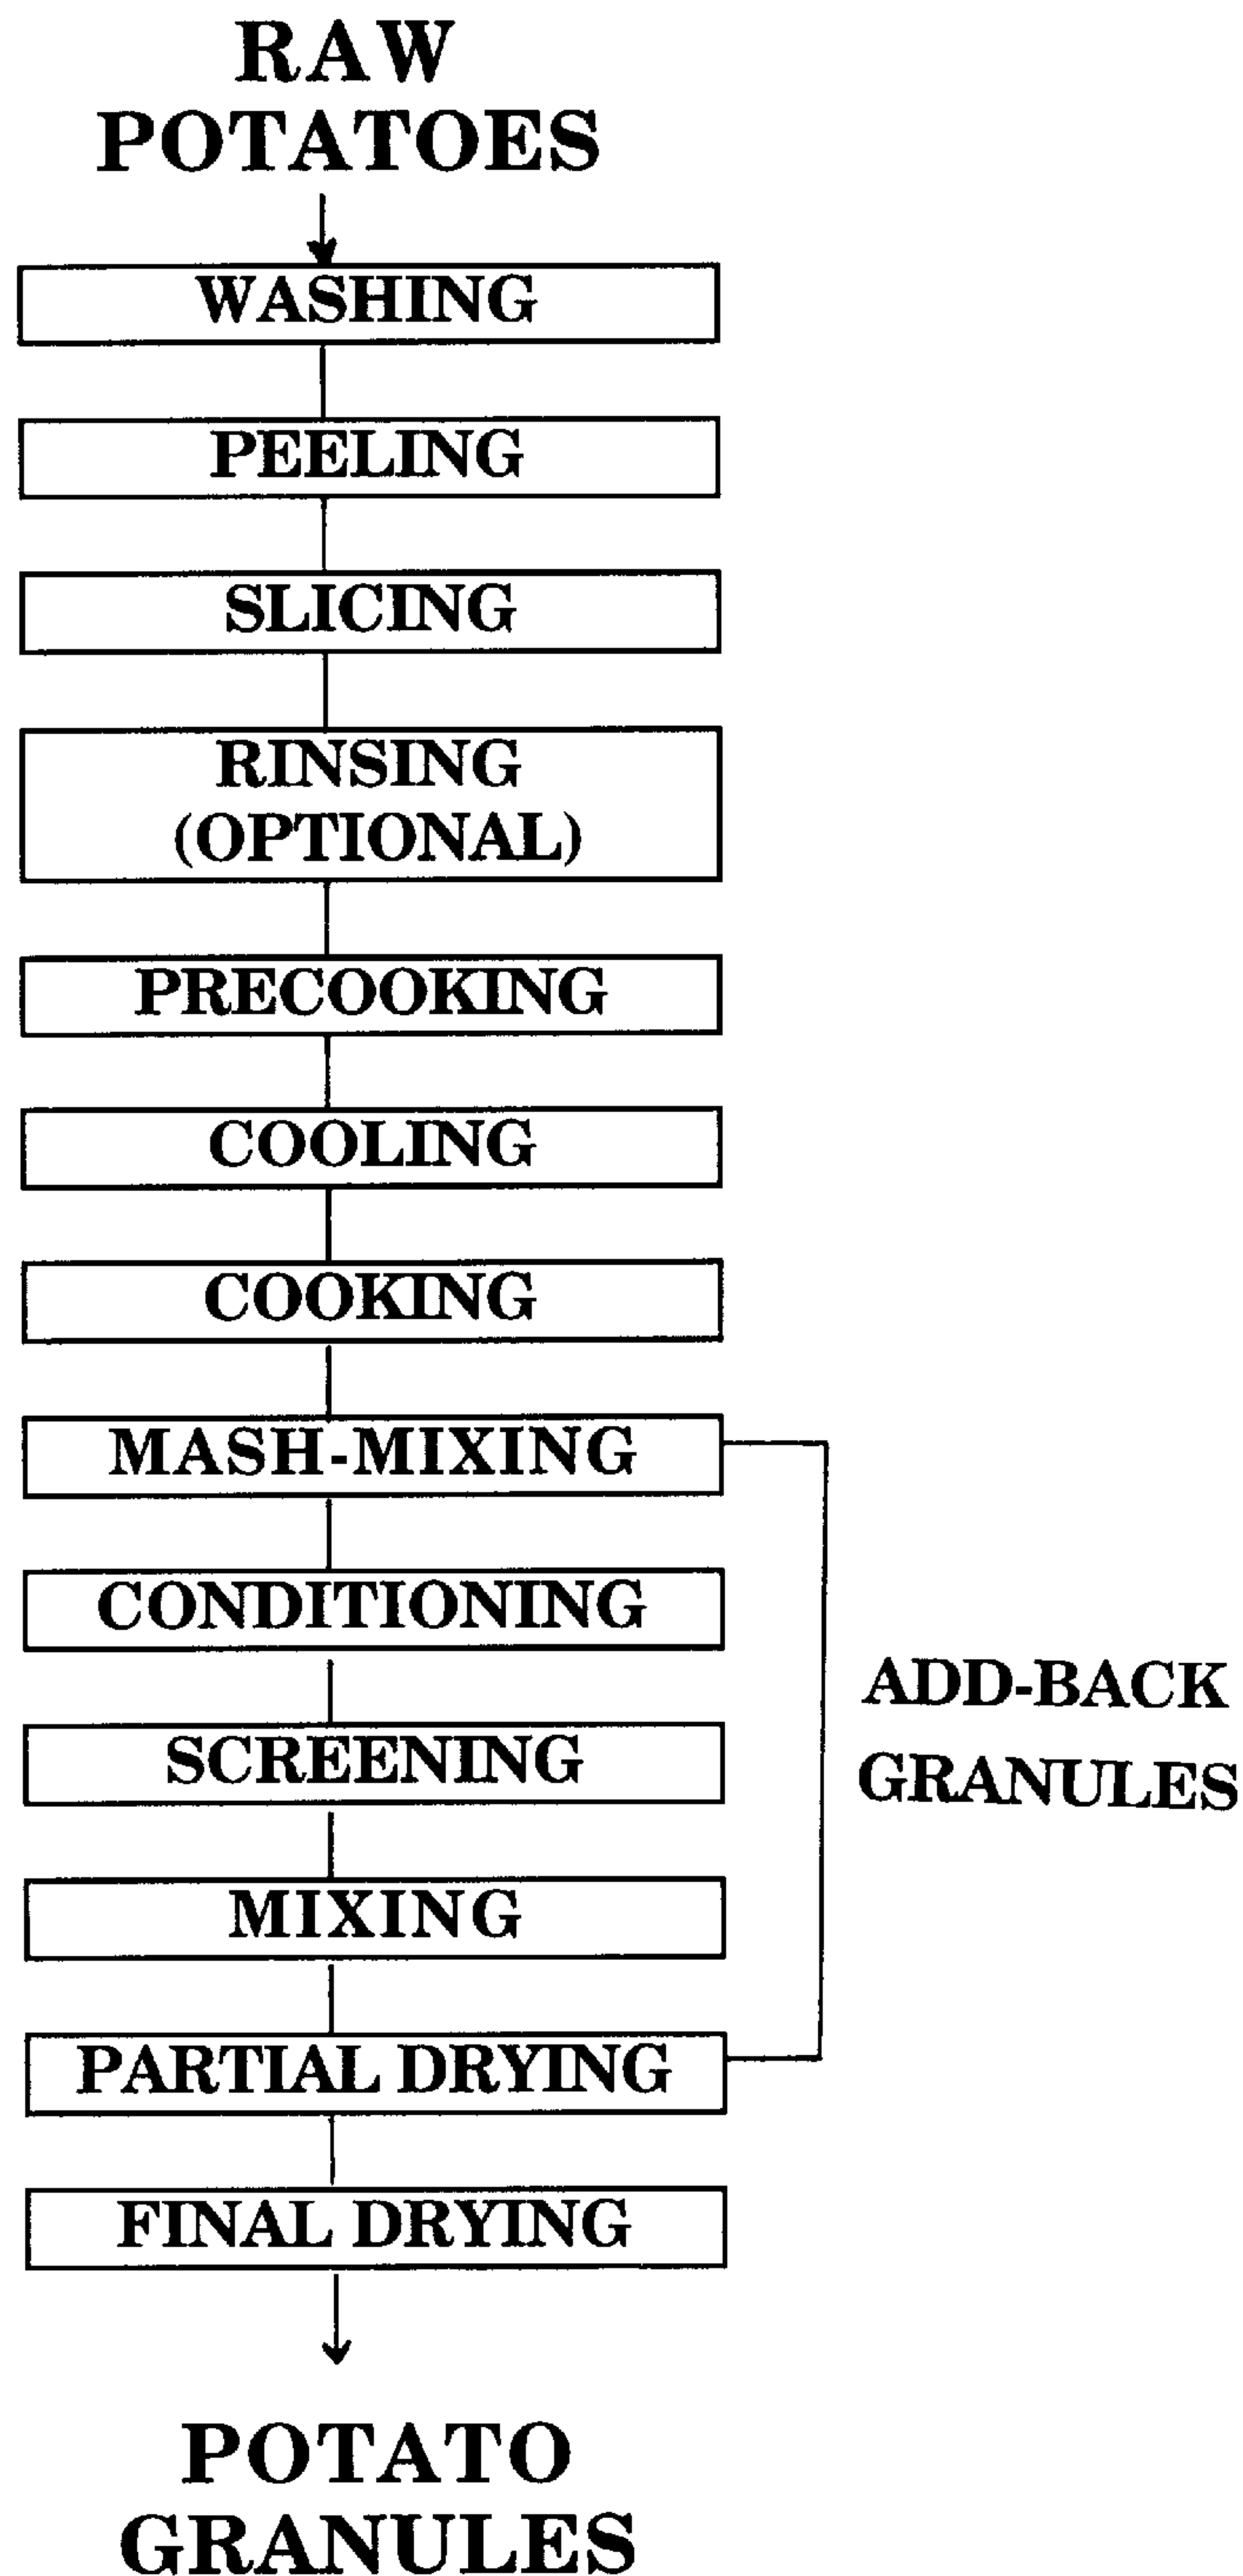 RAW
POTATOES
WASHING
PEELING
SLICING
RINSING
(OPTIONAL)
PRECOOKING
COOLING
COOKING
MASH-MIXING
CONDITIONING
SCREENING
MIXING
PARTIAL DRYING
FINAL DRYING
ADD-BACK
GRANULES
POTATO
GRANULES